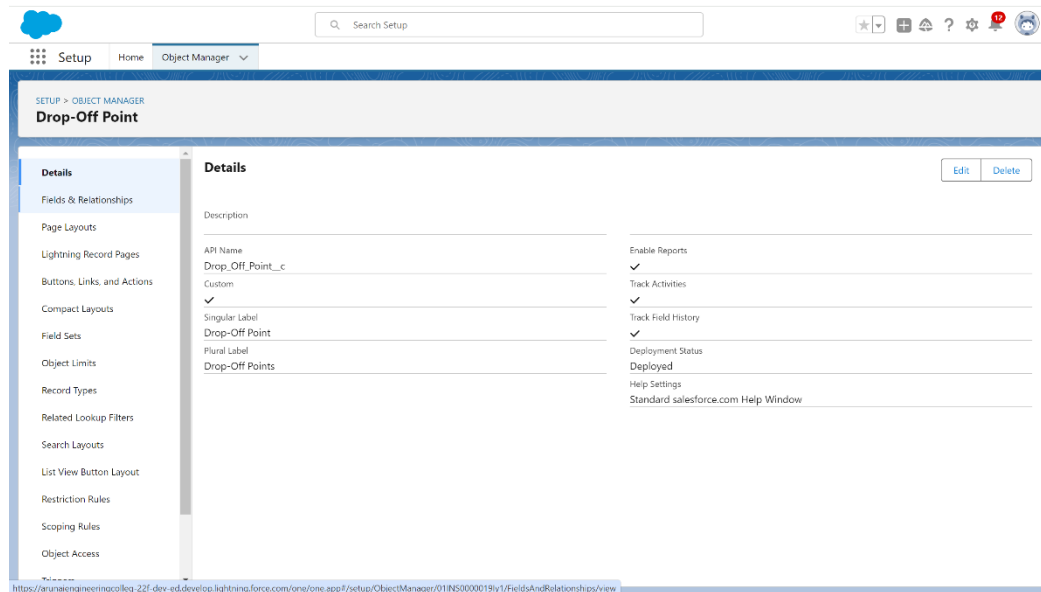 Search Setup
12
Setup
Home
Object Manager
SETUP > OBJECT MANAGER
Drop-Off Point
Details
Fields & Relationships
Page Layouts
Lightning Record Pages
Buttons, Links, and Actions
Compact Layouts
Field Sets
Object Limits
Record Types
Related Lookup Filters
Search Layouts
List View Button Layout
Restriction Rules
Scoping Rules
Object Access
Triggers
Details
Edit
Delete
Description
API Name
Drop_Off_Point__c
Custom
Singular Label
Drop-Off Point
Plural Label
Drop-Off Points
Enable Reports
Track Activities
Track Field History
Deployment Status
Deployed
Help Settings
Standard salesforce.com Help Window
https://arunaiengineeringcolleg-22f-dev-ed.develop.lightning.force.com/one/one.app#/setup/ObjectManager/01INS0000019Iy1/FieldsAndRelationships/view